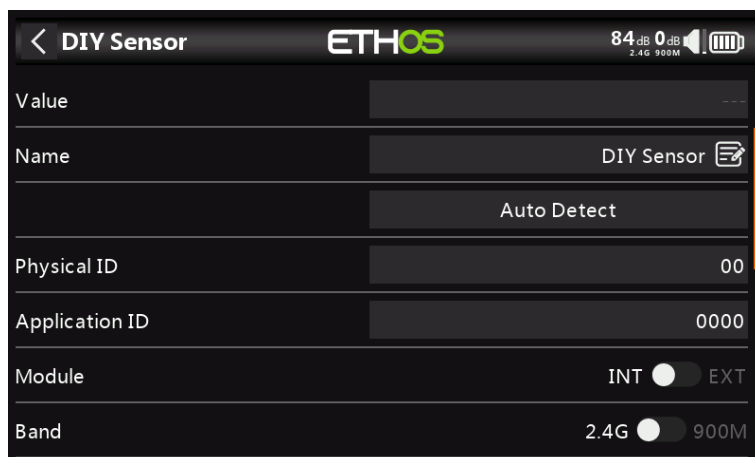 DIY Sensor ETHOS 84dB 0dB
2.4G 900M
Value ---
Name DIY Sensor
Auto Detect
Physical ID 00
Application ID 0000
Module INT EXT
Band 2.4G 900M